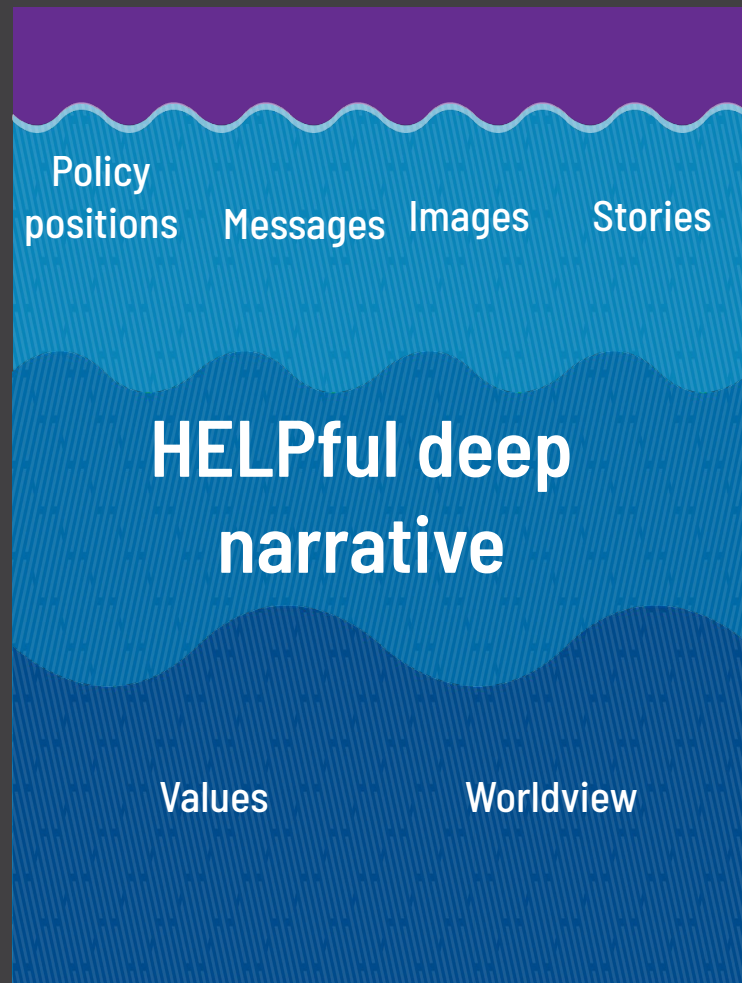 Policy
positions
Messages
Images
Stories
HELPful deep
narrative
Values
Worldview